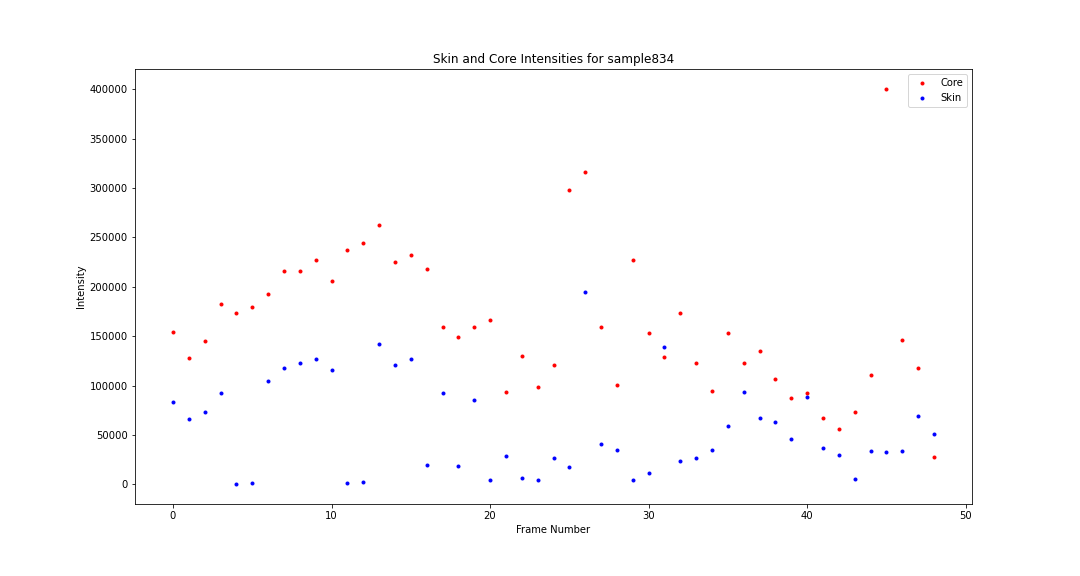 Skin and Core Intensities for sample834
Core
Skin
400000
350000
300000
250000
200000
150000
100000
50000
0
Intensity
0 10 20 30 40 50
Frame Number